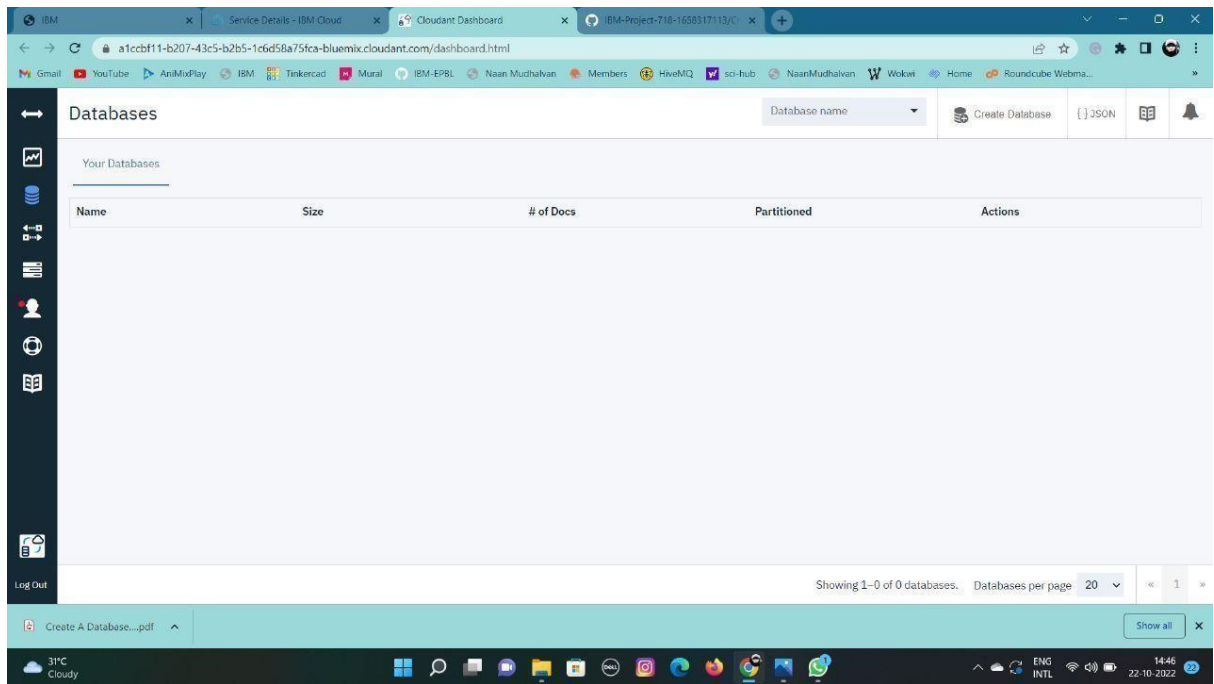 IBM
Service Details - IBM Cloud
Cloudant Dashboard
IBM-Project-718-1658317113/C
a1ccbf11-b207-43c5-b2b5-1c6d58a75fca-bluemix.cloudant.com/dashboard.html
Gmail YouTube AniMixPlay IBM Tinkercad Mural IBM-EPBL Naan Mudhalvan Members HiveMQ sci-hub NaanMudhalvan Wokwi Home Roundcube Webma...
Databases
Database name
Create Database
{ } JSON
Your Databases
Name Size # of Docs Partitioned Actions
Showing 1–0 of 0 databases. Databases per page 20 « 1 »
Log Out
Create A Database....pdf
Show all
31°C
Cloudy
DELL
ENG
INTL
14:46
22-10-2022
22